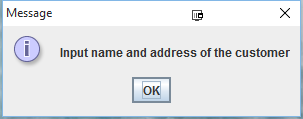 Message
Input name and address of the customer
OK